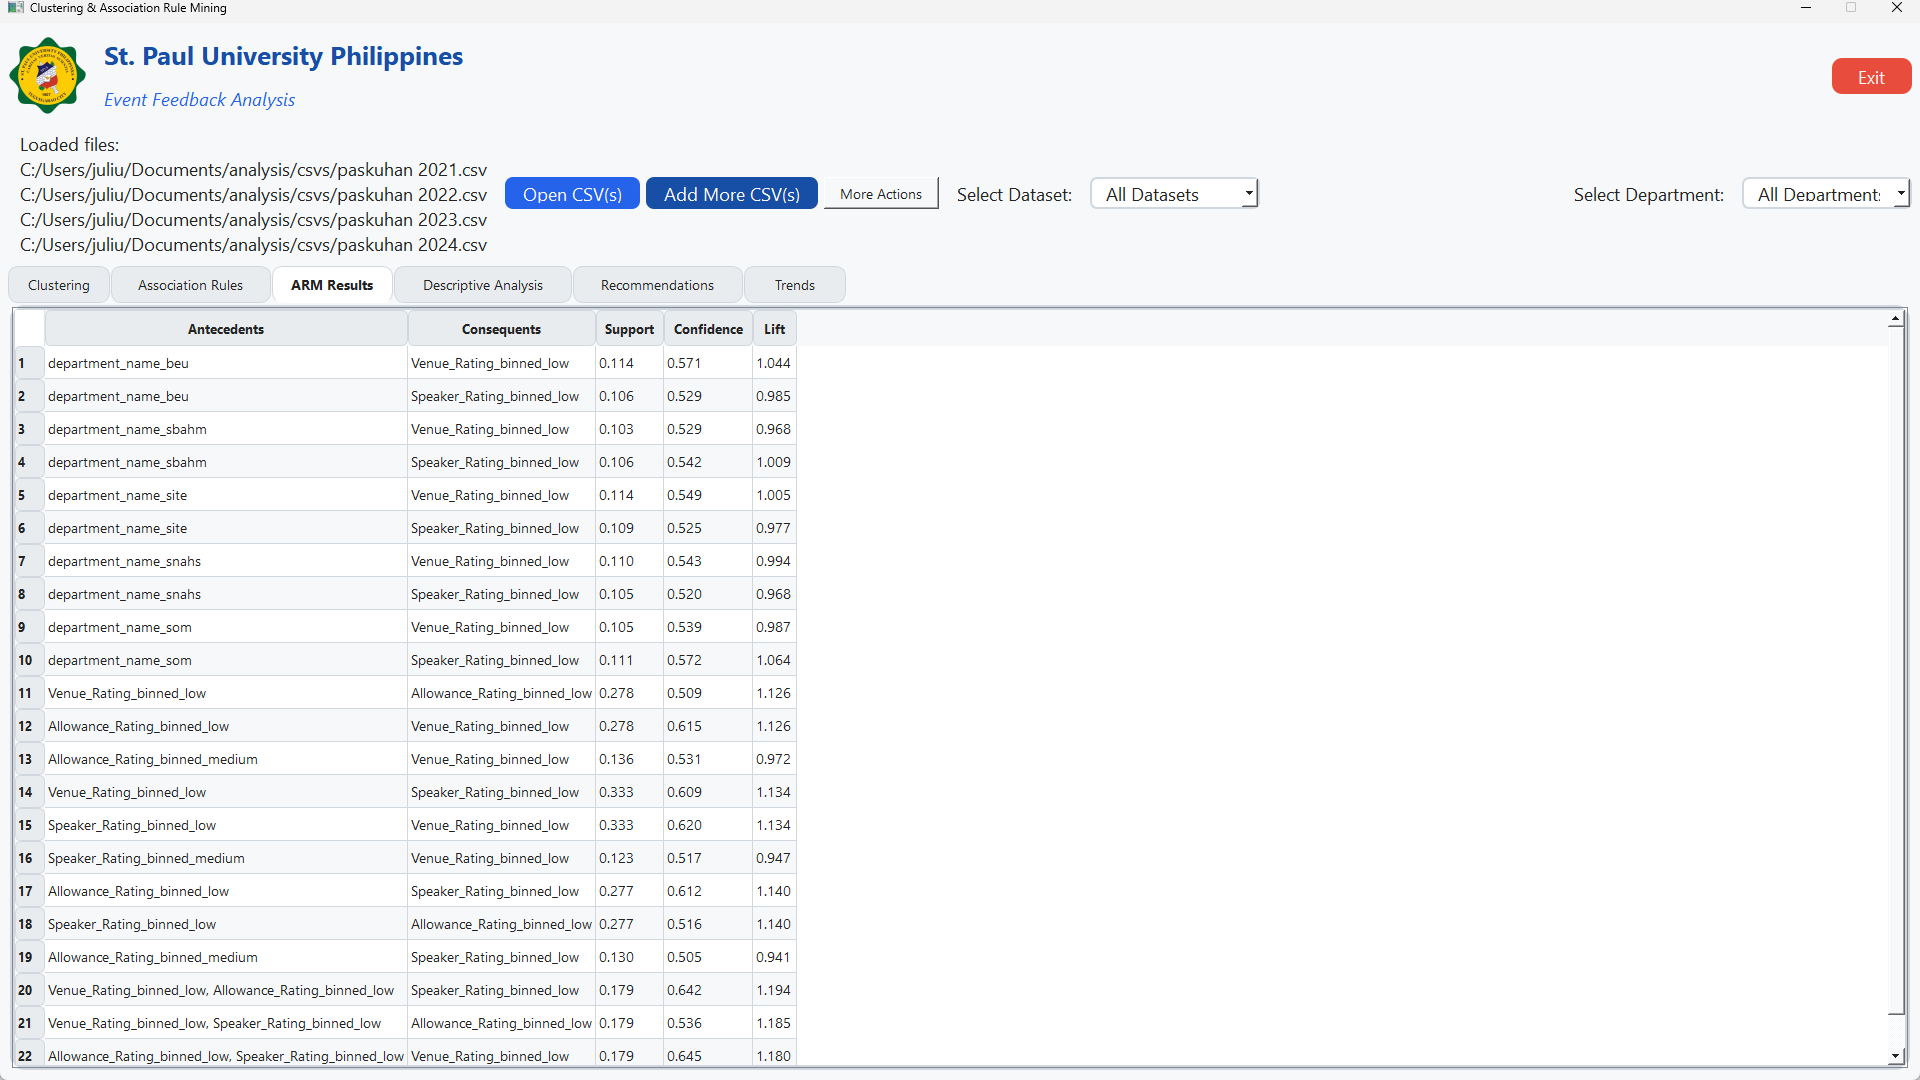 Clustering & Association Rule Mining
St. Paul University Philippines
Event Feedback Analysis
Exit
Loaded files:
C:/Users/juliu/Documents/analysis/csvs/paskuhan 2021.csv
C:/Users/juliu/Documents/analysis/csvs/paskuhan 2022.csv
C:/Users/juliu/Documents/analysis/csvs/paskuhan 2023.csv
C:/Users/juliu/Documents/analysis/csvs/paskuhan 2024.csv
Open CSV(s) Add More CSV(s) More Actions Select Dataset: All Datasets Select Department: All Department
Clustering Association Rules ARM Results Descriptive Analysis Recommendations Trends
Antecedents Consequents Support Confidence Lift
1 department_name_beu Venue_Rating_binned_low 0.114 0.571 1.044
2 department_name_beu Speaker_Rating_binned_low 0.106 0.529 0.985
3 department_name_sbahm Venue_Rating_binned_low 0.103 0.529 0.968
4 department_name_sbahm Speaker_Rating_binned_low 0.106 0.542 1.009
5 department_name_site Venue_Rating_binned_low 0.114 0.549 1.005
6 department_name_site Speaker_Rating_binned_low 0.109 0.525 0.977
7 department_name_snahs Venue_Rating_binned_low 0.110 0.543 0.994
8 department_name_snahs Speaker_Rating_binned_low 0.105 0.520 0.968
9 department_name_som Venue_Rating_binned_low 0.105 0.539 0.987
10 department_name_som Speaker_Rating_binned_low 0.111 0.572 1.064
11 Venue_Rating_binned_low Allowance_Rating_binned_low 0.278 0.509 1.126
12 Allowance_Rating_binned_low Venue_Rating_binned_low 0.278 0.615 1.126
13 Allowance_Rating_binned_medium Venue_Rating_binned_low 0.136 0.531 0.972
14 Venue_Rating_binned_low Speaker_Rating_binned_low 0.333 0.609 1.134
15 Speaker_Rating_binned_low Venue_Rating_binned_low 0.333 0.620 1.134
16 Speaker_Rating_binned_medium Venue_Rating_binned_low 0.123 0.517 0.947
17 Allowance_Rating_binned_low Speaker_Rating_binned_low 0.277 0.612 1.140
18 Speaker_Rating_binned_low Allowance_Rating_binned_low 0.277 0.516 1.140
19 Allowance_Rating_binned_medium Speaker_Rating_binned_low 0.130 0.505 0.941
20 Venue_Rating_binned_low, Allowance_Rating_binned_low Speaker_Rating_binned_low 0.179 0.642 1.194
21 Venue_Rating_binned_low, Speaker_Rating_binned_low Allowance_Rating_binned_low 0.179 0.536 1.185
22 Allowance_Rating_binned_low, Speaker_Rating_binned_low Venue_Rating_binned_low 0.179 0.645 1.180